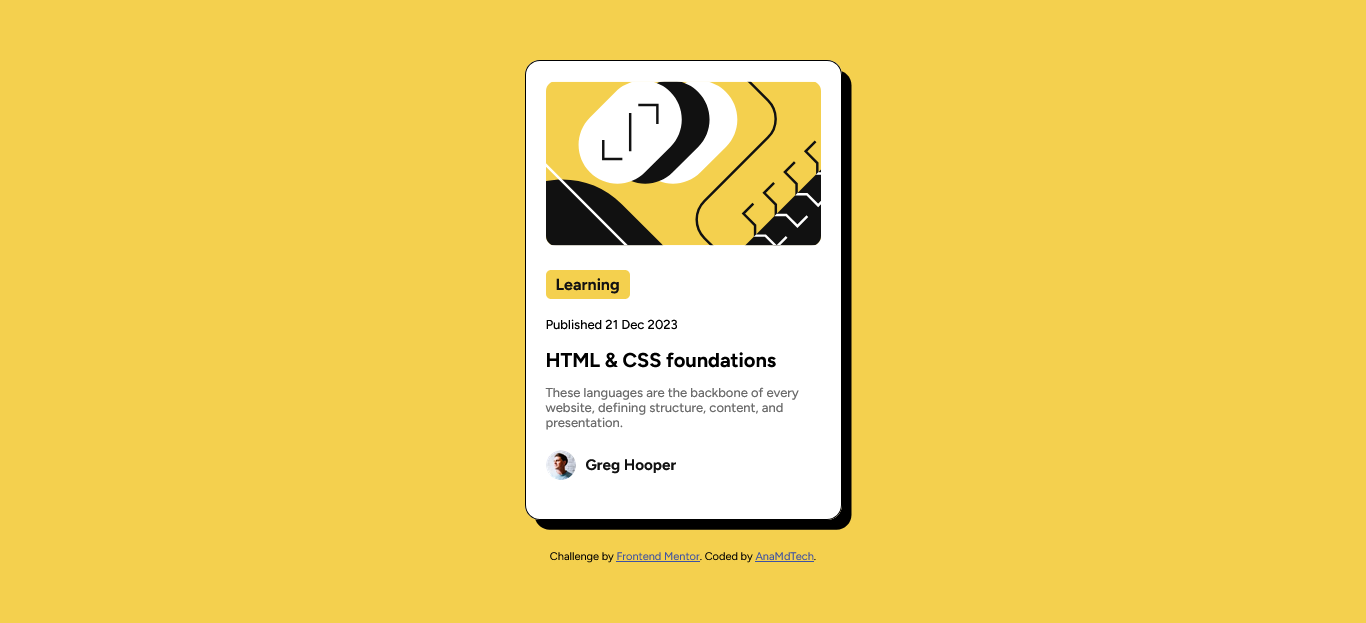 Learning
Published 21 Dec 2023
HTML & CSS foundations
These languages are the backbone of every
website, defining structure, content, and
presentation.
Greg Hooper
Challenge by Frontend Mentor. Coded by AnaMdTech.